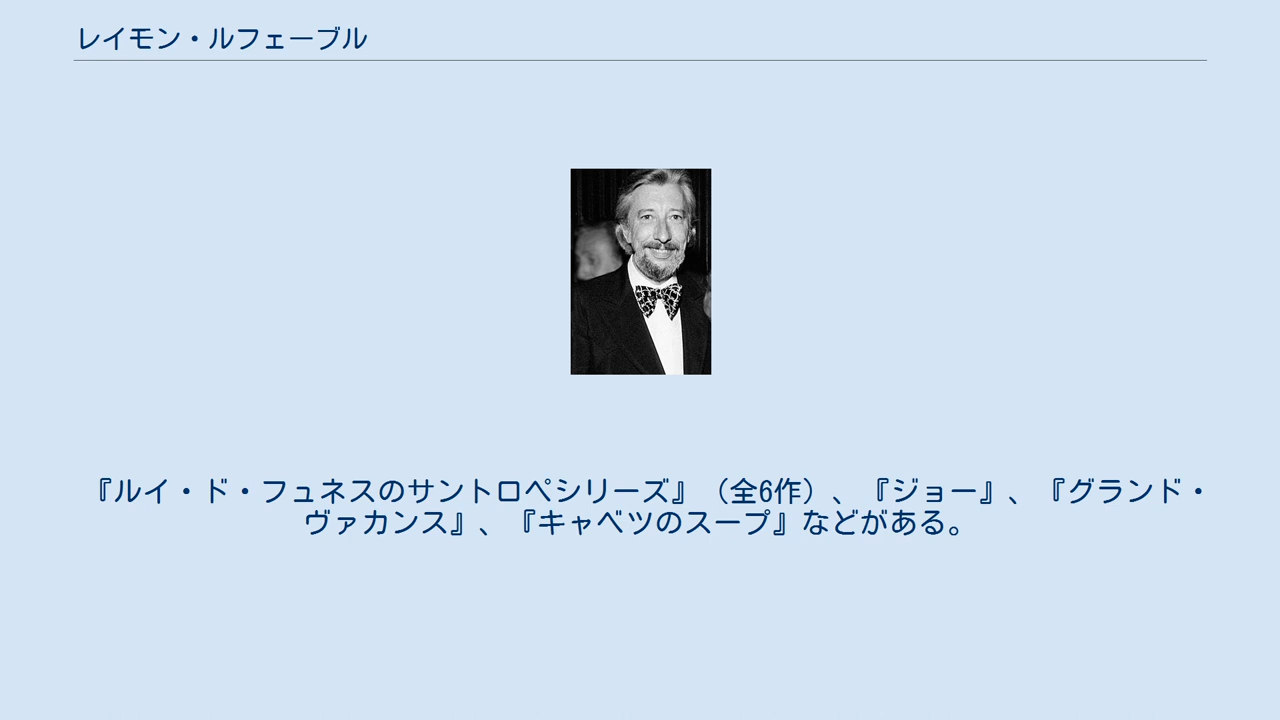 レイモン・ルフェーブル
『ルイ・ド・フュネスのサントロペシリーズ』（全6作）、『ジョー』、『グランド・
ヴァカンス』、『キャベツのスープ』などがある。